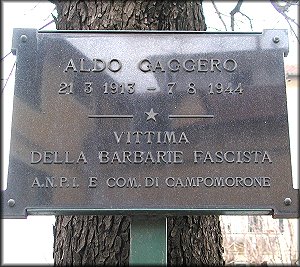 ALDO GAGGERO
21 3 1913 - 7 8 1944
VITTIMA
DELLA BARBARIE FASCISTA
A.N.P.I. E COM. DI CAMPOMORONE